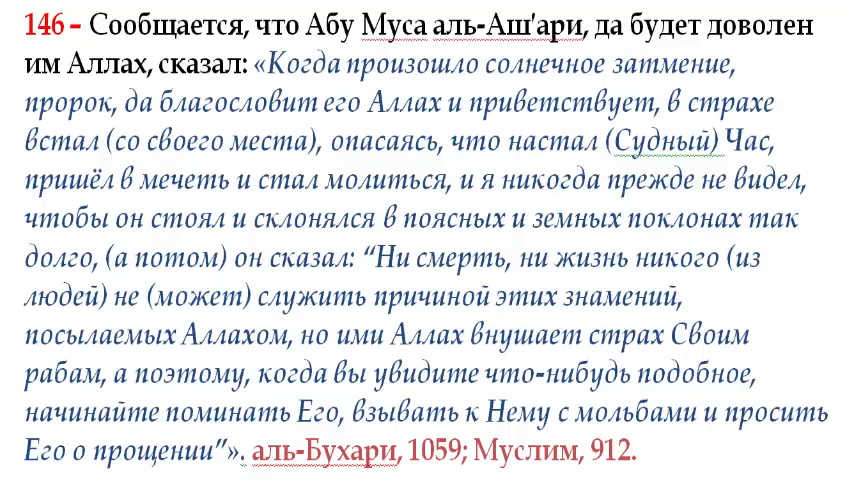 146 – Сообщается, что Абу Муса аль-Аш'ари, да будет доволен
им Аллах, сказал: «Когда произошло солнечное затмение,
пророк, да благословит его Аллах и приветствует, в страхе
встал (со своего места), опасаясь, что настал (Судный) Час,
пришёл в мечеть и стал молиться, и я никогда прежде не видел,
чтобы он стоял и склонялся в поясных и земных поклонах так
долго, (а потом) он сказал: “Ни смерть, ни жизнь никого (из
людей) не (может) служить причиной этих знамений,
посылаемых Аллахом, но ими Аллах внушает страх Своим
рабам, а поэтому, когда вы увидите что-нибудь подобное,
начинайте поминать Его, взывать к Нему с мольбами и просить
Его о прощении”». аль-Бухари, 1059; Муслим, 912.